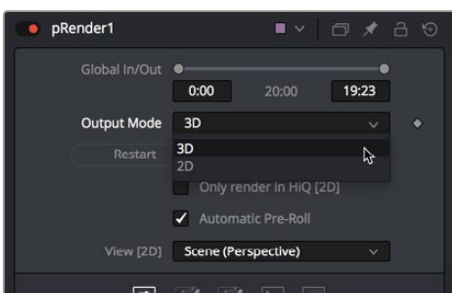 pRender1
Global In/Out
0:00 20:00 19:23
Output Mode 3D
Restart 3D
2D
Only render in HiQ [2D]
Automatic Pre-Roll
View [2D] Scene (Perspective)